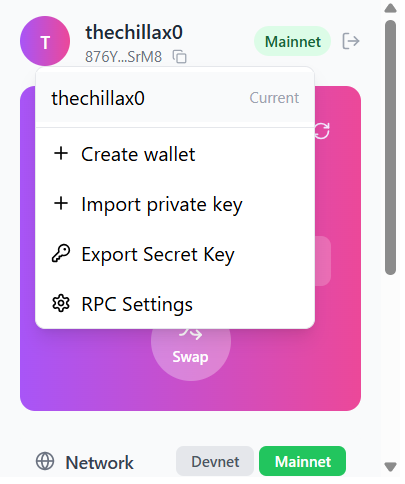 T
thechillax0
876Y...SrM8
Mainnet
thechillax0
Current
Create wallet
Import private key
Export Secret Key
RPC Settings
Swap
Network
Devnet
Mainnet